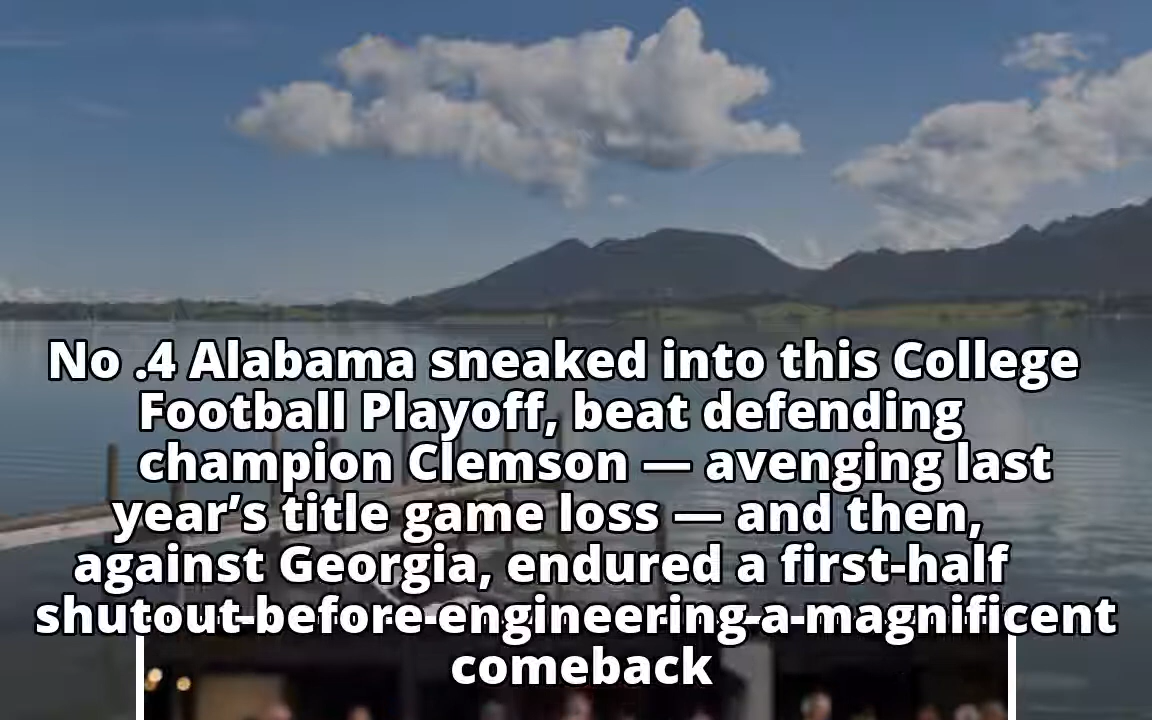 No .4 Alabama sneaked into this College
Football Playoff, beat defending
champion Clemson — avenging last
year’s title game loss — and then,
against Georgia, endured a first-half
shutout before engineering a magnificent
comeback